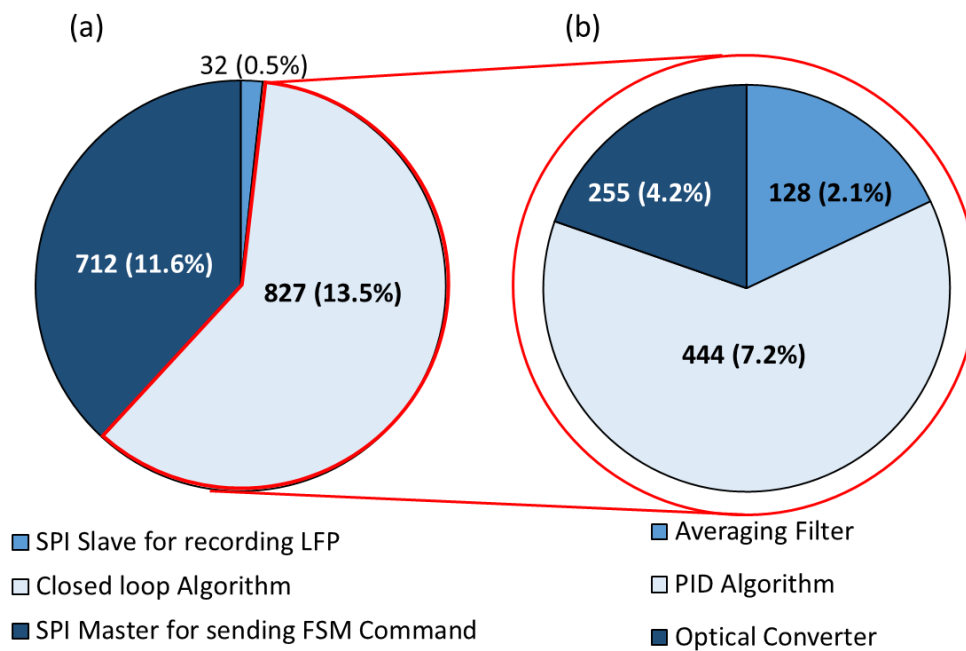 (a)
(b)
32 (0.5%)
712 (11.6%)
827 (13.5%)
255 (4.2%)
128 (2.1%)
444 (7.2%)
SPI Slave for recording LFP
Closed loop Algorithm
SPI Master for sending FSM Command
Averaging Filter
PID Algorithm
Optical Converter